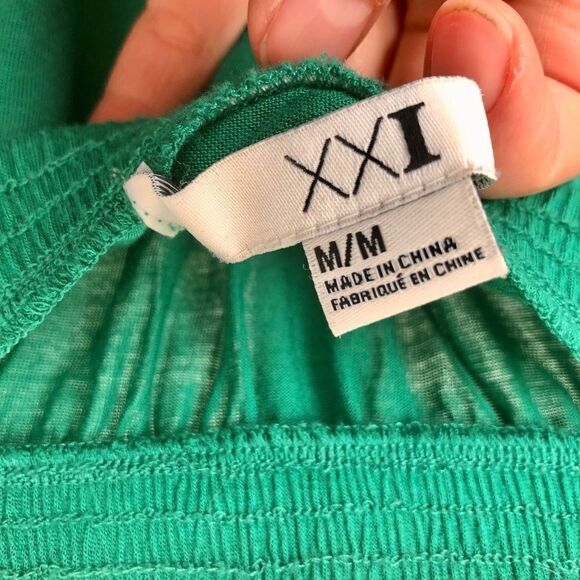 XXI
M/M
MADE IN CHINA
FABRIQUÉ EN CHINE